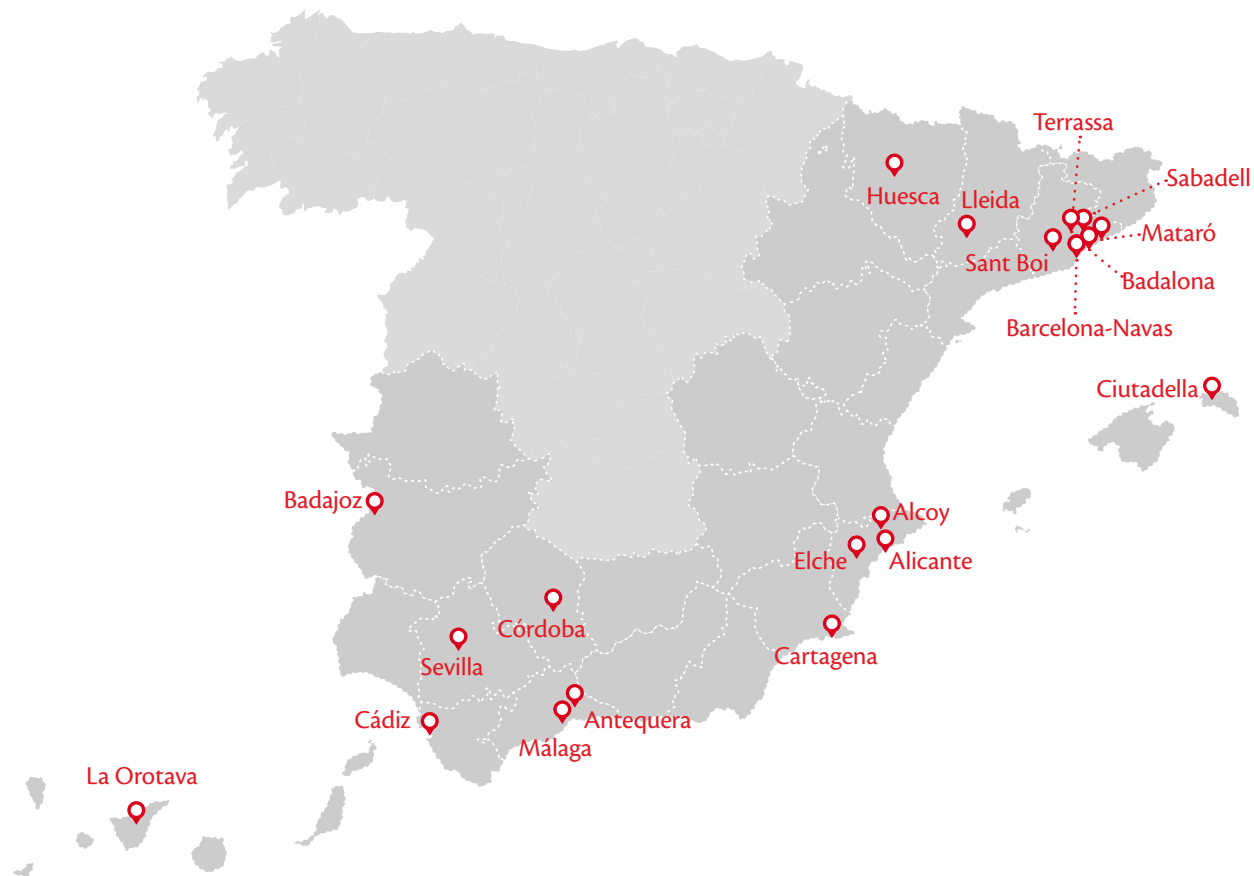 Terrassa
Sabadell
Huesca
Lleida
Mataró
Sant Boi
Badalona
Barcelona-Navas
Ciutadella
Badajoz
Alcoy
Elche
Alicante
Córdoba
Cartagena
Sevilla
Cádiz
Antequera
Málaga
La Orotava